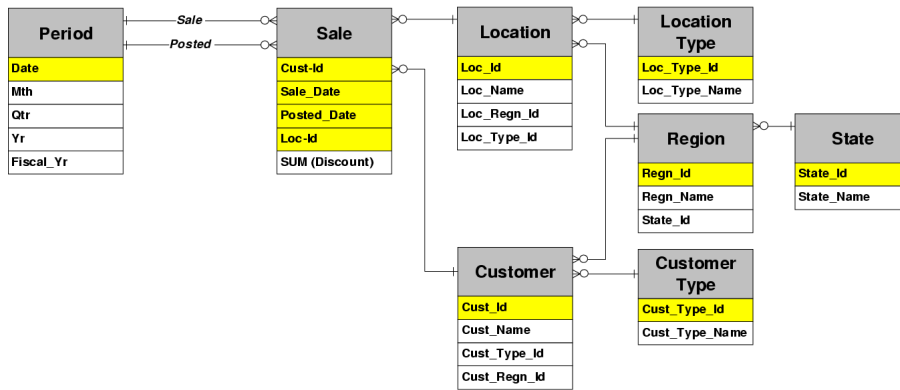 Period
Date
Mth
Qtr
Yr
Fiscal_Yr
Sale
Posted
Sale
Cust-Id
Sale_Date
Posted_Date
Loc-Id
SUM (Discount)
Location
Loc_Id
Loc_Name
Loc_Regn_Id
Loc_Type_Id
Location
Type
Loc_Type_Id
Loc_Type_Name
Region
Regn_Id
Regn_Name
State_Id
State
State_Id
State_Name
Customer
Cust_Id
Cust_Name
Cust_Type_Id
Cust_Regn_Id
Customer
Type
Cust_Type_Id
Cust_Type_Name